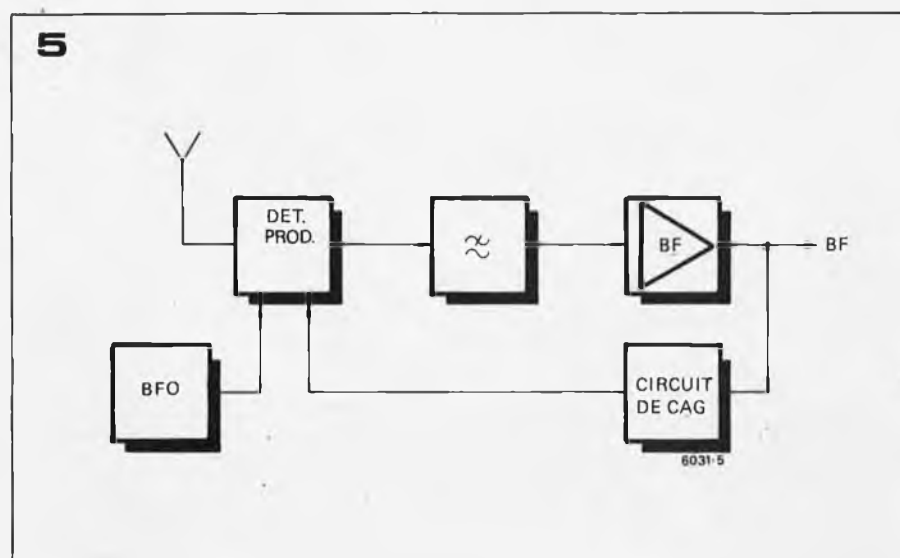 5
DET.
PROD.
BF
BF
BFO
CIRCUIT
DE CAG
6031-5